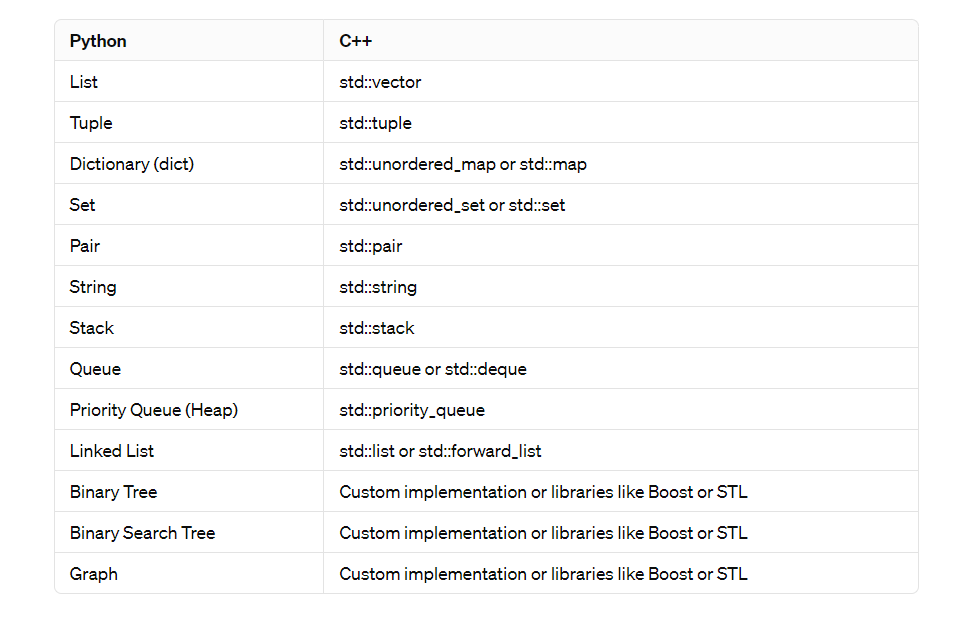 Python C++
List std::vector
Tuple std::tuple
Dictionary (dict) std::unordered_map or std::map
Set std::unordered_set or std::set
Pair std::pair
String std::string
Stack std::stack
Queue std::queue or std::deque
Priority Queue (Heap) std::priority_queue
Linked List std::list or std::forward_list
Binary Tree Custom implementation or libraries like Boost or STL
Binary Search Tree Custom implementation or libraries like Boost or STL
Graph Custom implementation or libraries like Boost or STL